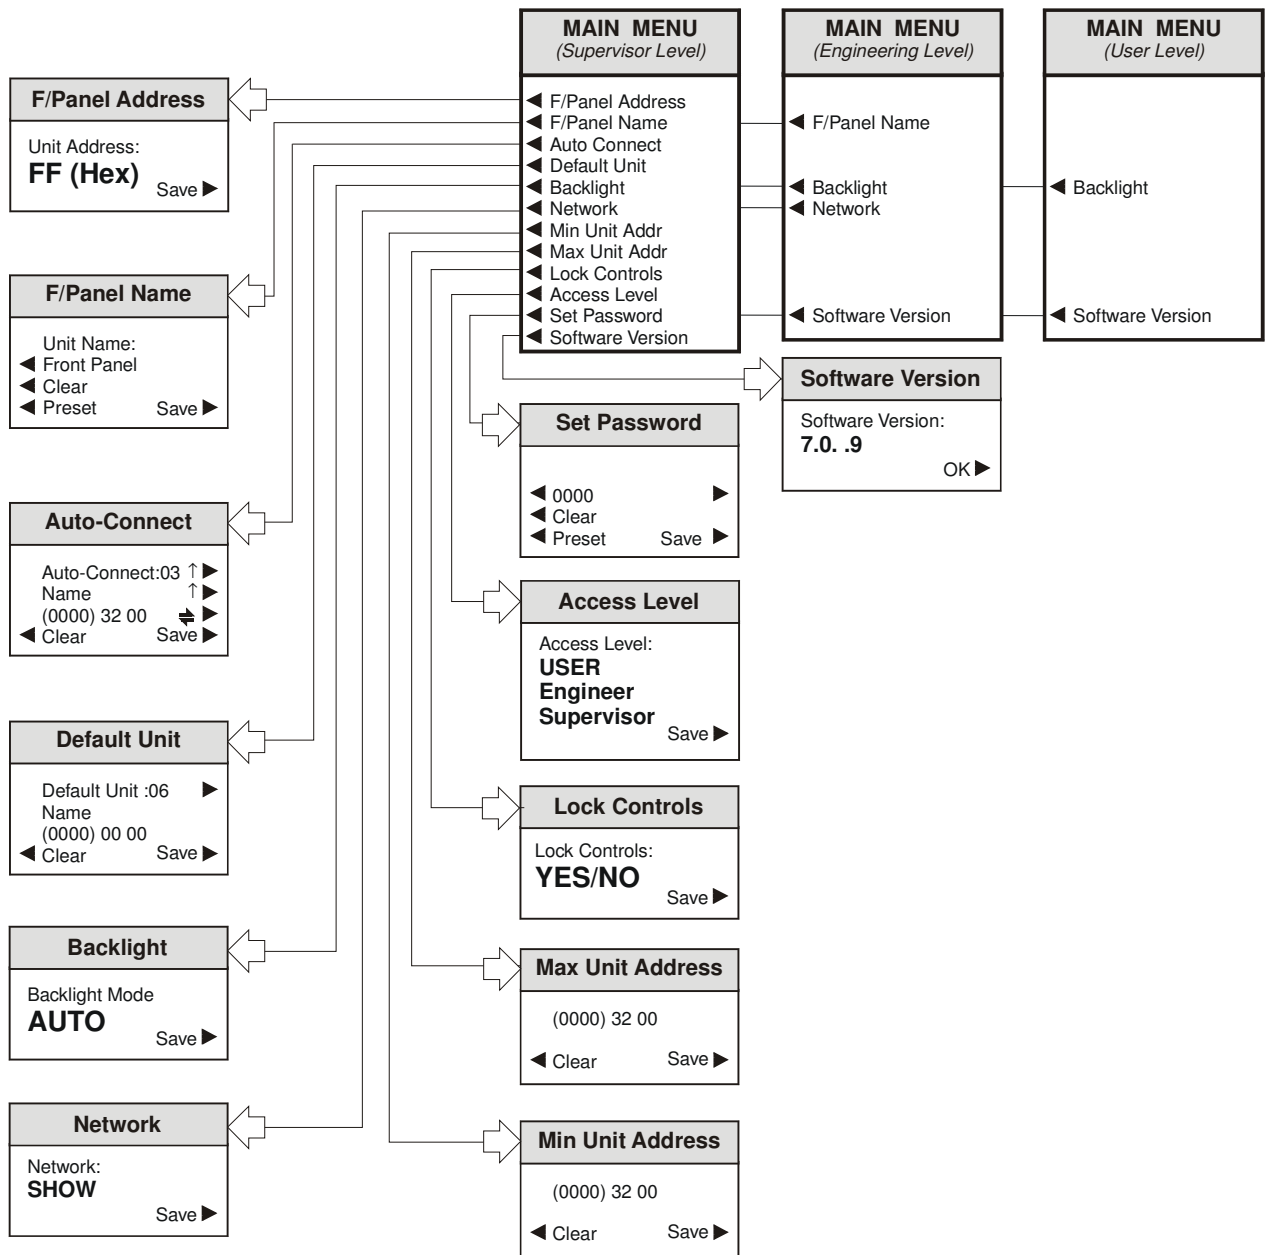 MAIN MENU
(Supervisor Level)
F/Panel Address
F/Panel Name
Auto Connect
Default Unit
Backlight
Network
Min Unit Addr
Max Unit Addr
Lock Controls
Access Level
Set Password
Software Version
MAIN MENU
(Engineering Level)
F/Panel Name
Backlight
Network
Software Version
MAIN MENU
(User Level)
Backlight
Software Version
F/Panel Address
Unit Address:
FF (Hex)
Save
F/Panel Name
Unit Name:
Front Panel
Clear
Preset Save
Auto-Connect
Auto-Connect:03 ↑
Name ↑
(0000) 32 00
Clear Save
Default Unit
Default Unit :06
Name
(0000) 00 00
Clear Save
Backlight
Backlight Mode
AUTO
Save
Network
Network:
SHOW
Save
Software Version
Software Version:
7.0. .9
OK
Set Password
0000
Clear
Preset Save
Access Level
Access Level:
USER
Engineer
Supervisor
Save
Lock Controls
Lock Controls:
YES/NO
Save
Max Unit Address
(0000) 32 00
Clear Save
Min Unit Address
(0000) 32 00
Clear Save